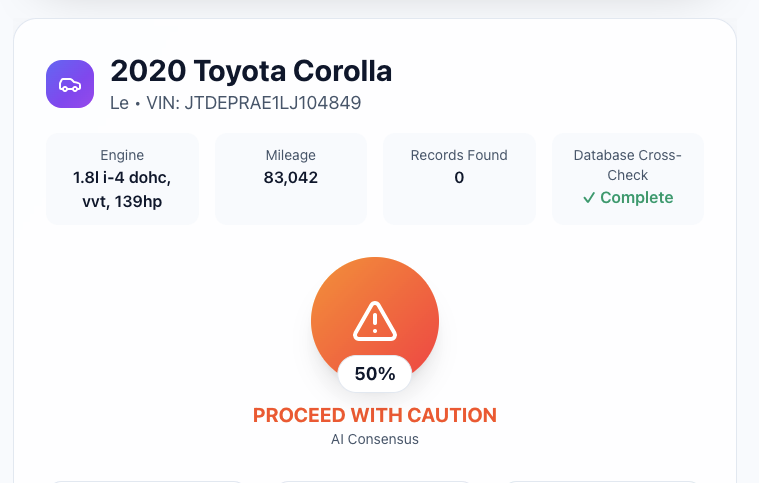 2020 Toyota Corolla
Le • VIN: JTDEPRAE1LJ104849
Engine
1.8l i-4 dohc,
vvt, 139hp
Mileage
83,042
Records Found
0
Database Cross-
Check
✓ Complete
50%
PROCEED WITH CAUTION
AI Consensus